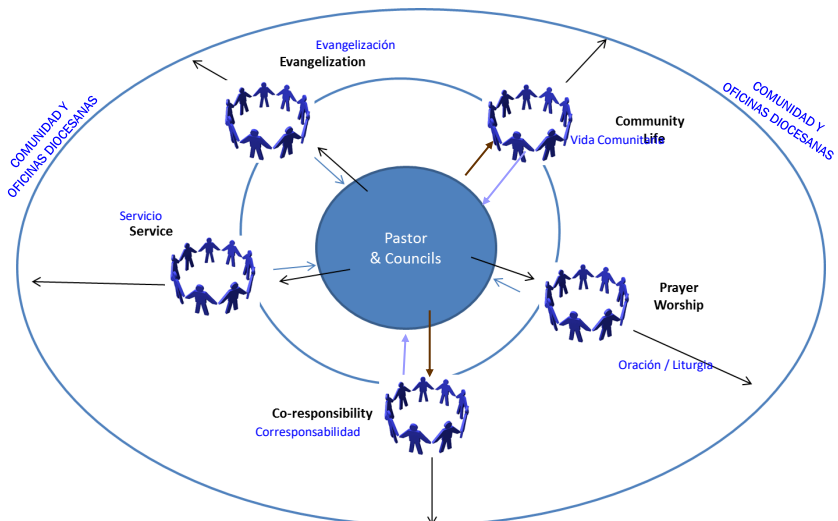 Evangelización
Evangelization
COMUNIDAD Y
OFICINAS DIOCESANAS
COMUNIDAD Y
OFICINAS DIOCESANAS
Community
Life
Vida Comunitaria
Servicio
Service
Pastor
& Councils
Prayer
Worship
Oración / Liturgia
Co-responsibility
Corresponsabilidad